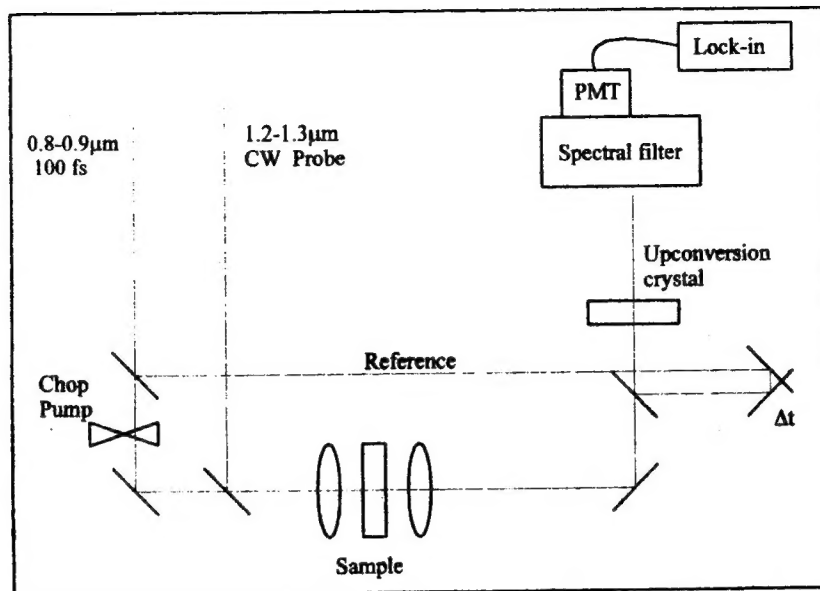 Lock-in
PMT
0.8-0.9μm
100 fs
1.2-1.3μm
CW Probe
Spectral filter
Upconversion
crystal
Reference
Chop
Pump
Δt
Sample